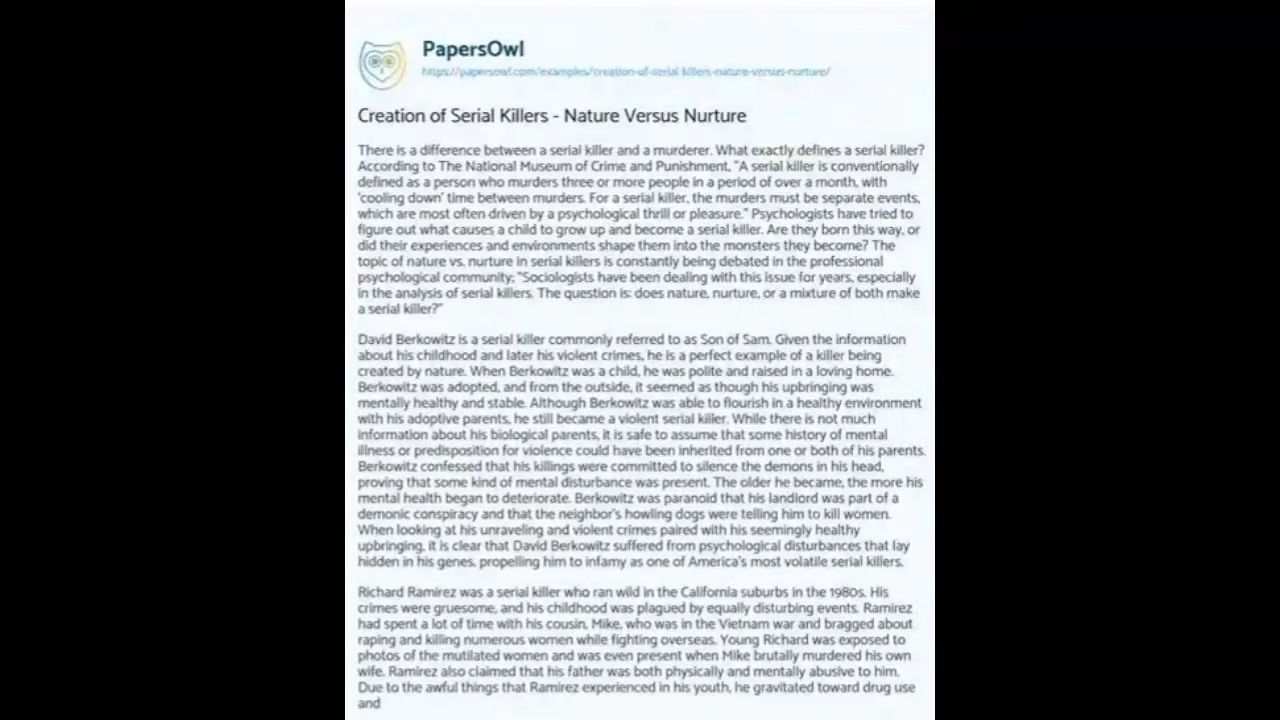 PapersOwl
https://papersowl.com/examples/creation-of-serial-killers-nature-versus-nurture/
Creation of Serial Killers - Nature Versus Nurture
There is a difference between a serial killer and a murderer. What exactly defines a serial killer?
According to The National Museum of Crime and Punishment, "A serial killer is conventionally
defined as a person who murders three or more people in a period of over a month, with
'cooling down' time between murders. For a serial killer, the murders must be separate events,
which are most often driven by a psychological thrill or pleasure." Psychologists have tried to
figure out what causes a child to grow up and become a serial killer. Are they born this way, or
did their experiences and environments shape them into the monsters they become? The
topic of nature vs. nurture in serial killers is constantly being debated in the professional
psychological community; "Sociologists have been dealing with this issue for years, especially
in the analysis of serial killers. The question is: does nature, nurture, or a mixture of both make
a serial killer?"
David Berkowitz is a serial killer commonly referred to as Son of Sam. Given the information
about his childhood and later his violent crimes, he is a perfect example of a killer being
created by nature. When Berkowitz was a child, he was polite and raised in a loving home.
Berkowitz was adopted, and from the outside, it seemed as though his upbringing was
mentally healthy and stable. Although Berkowitz was able to flourish in a healthy environment
with his adoptive parents, he still became a violent serial killer. While there is not much
information about his biological parents, it is safe to assume that some history of mental
illness or predisposition for violence could have been inherited from one or both of his parents.
Berkowitz confessed that his killings were committed to silence the demons in his head,
proving that some kind of mental disturbance was present. The older he became, the more his
mental health began to deteriorate. Berkowitz was paranoid that his landlord was part of a
demonic conspiracy and that the neighbor's howling dogs were telling him to kill women.
When looking at his unraveling and violent crimes paired with his seemingly healthy
upbringing, it is clear that David Berkowitz suffered from psychological disturbances that lay
hidden in his genes, propelling him to infamy as one of America's most volatile serial killers.
Richard Ramirez was a serial killer who ran wild in the California suburbs in the 1980s. His
crimes were gruesome, and his childhood was plagued by equally disturbing events. Ramirez
had spent a lot of time with his cousin, Mike, who was in the Vietnam war and bragged about
raping and killing numerous women while fighting overseas. Young Richard was exposed to
photos of the mutilated women and was even present when Mike brutally murdered his own
wife. Ramirez also claimed that his father was both physically and mentally abusive to him.
Due to the awful things that Ramirez experienced in his youth, he gravitated toward drug use
and